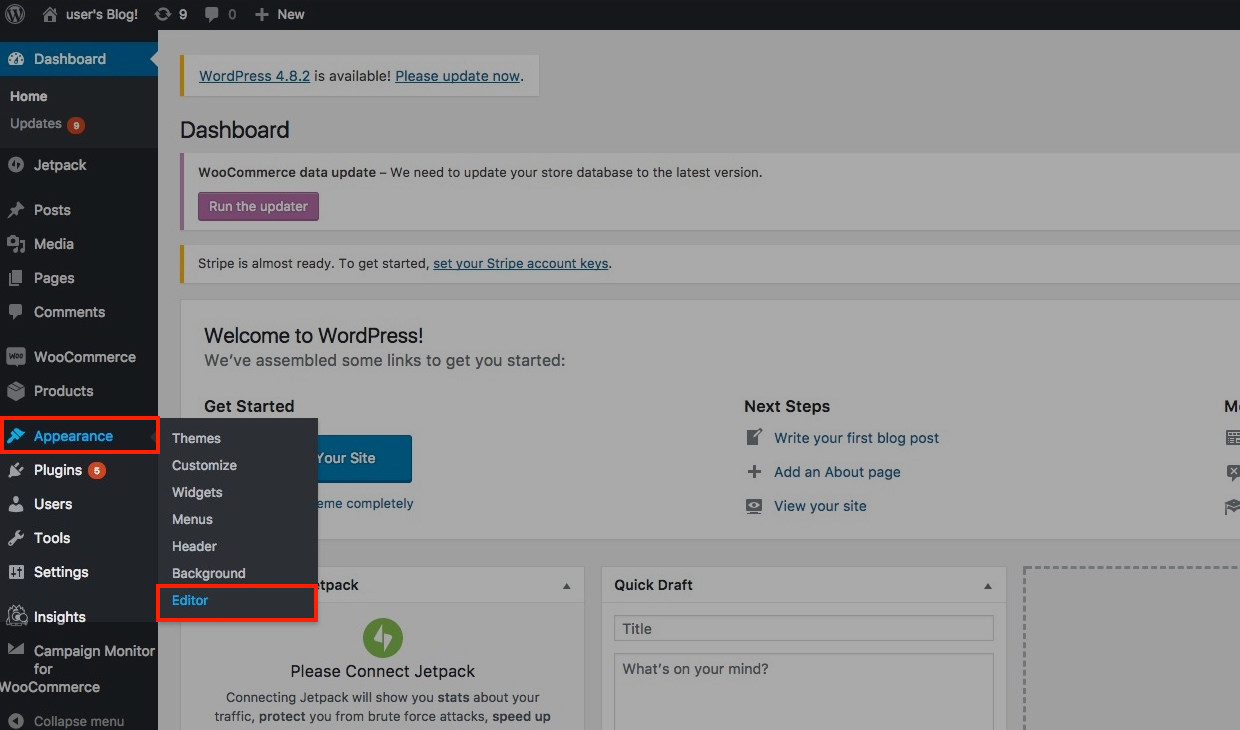 user's Blog! 9 0 New
Dashboard
Home
Updates 9
Jetpack
Posts
Media
Pages
Comments
WooCommerce
Products
Appearance
Plugins 5
Users
Tools
Settings
Insights
Campaign Monitor
for
WooCommerce
Collapse menu
Themes
Customize
Widgets
Menus
Header
Background
Editor
WordPress 4.8.2 is available! Please update now.
Dashboard
WooCommerce data update – We need to update your store database to the latest version.
Run the updater
Stripe is almost ready. To get started, set your Stripe account keys.
Welcome to WordPress!
We've assembled some links to get you started:
Get Started
Your Site
eme completely
Next Steps
Write your first blog post
Add an About page
View your site
Mo
etpack
Please Connect Jetpack
Connecting Jetpack will show you stats about your
traffic, protect you from brute force attacks, speed up
Quick Draft
Title
What's on your mind?